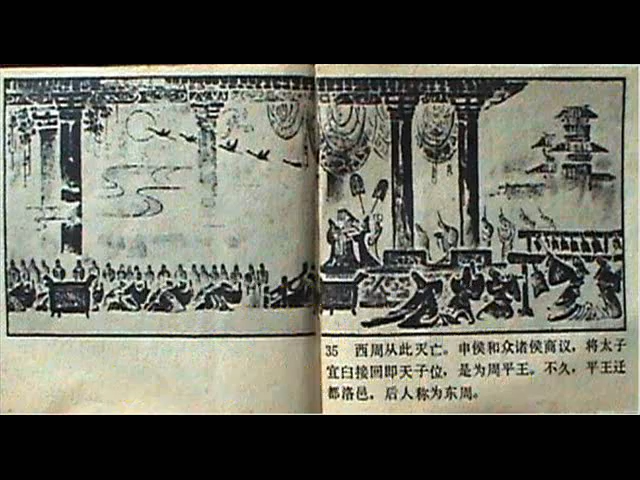 35 西周从此灭亡。申侯和众诸侯商议，将太子
宜臼接回即天子位，是为周平王。不久，平王迁
都洛邑，后人称为东周。